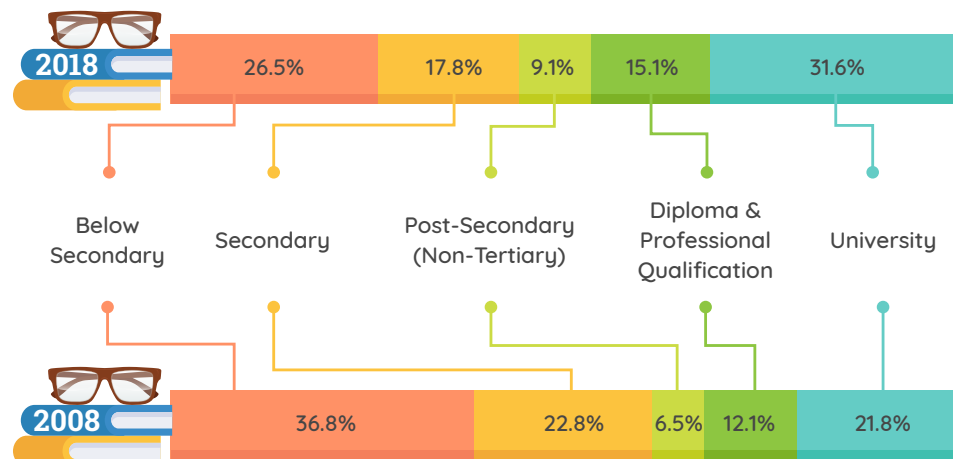 2018
26.5% 17.8% 9.1% 15.1% 31.6%
Below
Secondary
Secondary
Post-Secondary
(Non-Tertiary)
Diploma &
Professional
Qualification
University
2008
36.8% 22.8% 6.5% 12.1% 21.8%